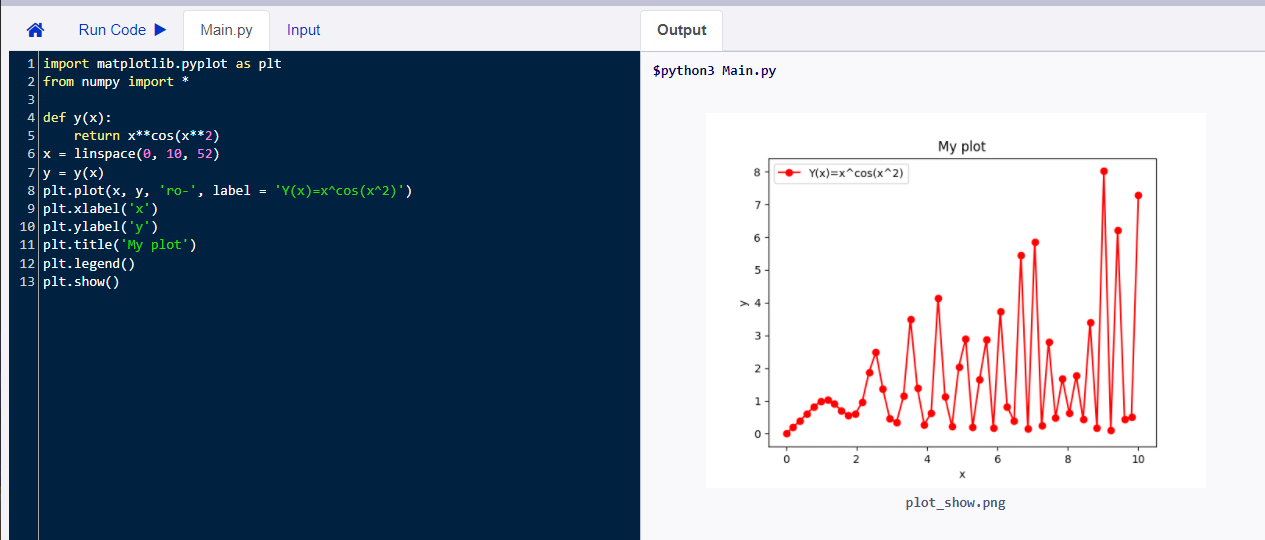 Run Code ▶ Main.py Input
1 import matplotlib.pyplot as plt
2 from numpy import *
3
4 def y(x):
5     return x**cos(x**2)
6 x = linspace(0, 10, 52)
7 y = y(x)
8 plt.plot(x, y, 'ro-', label = 'Y(x)=x^cos(x^2)')
9 plt.xlabel('x')
10 plt.ylabel('y')
11 plt.title('My plot')
12 plt.legend()
13 plt.show()
Output
$python3 Main.py
My plot
Y(x)=x^cos(x^2)
8
7
6
5
4
3
2
1
0
y
0 2 4 6 8 10
x
plot_show.png